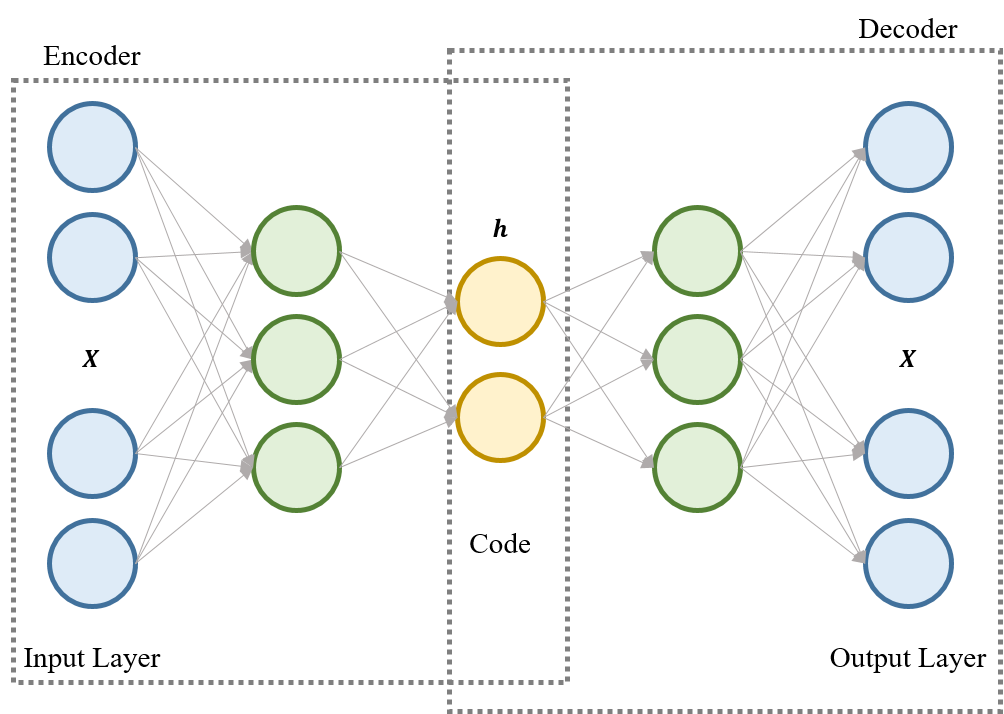 Decoder
Encoder
h
X
X
Code
Input Layer
Output Layer